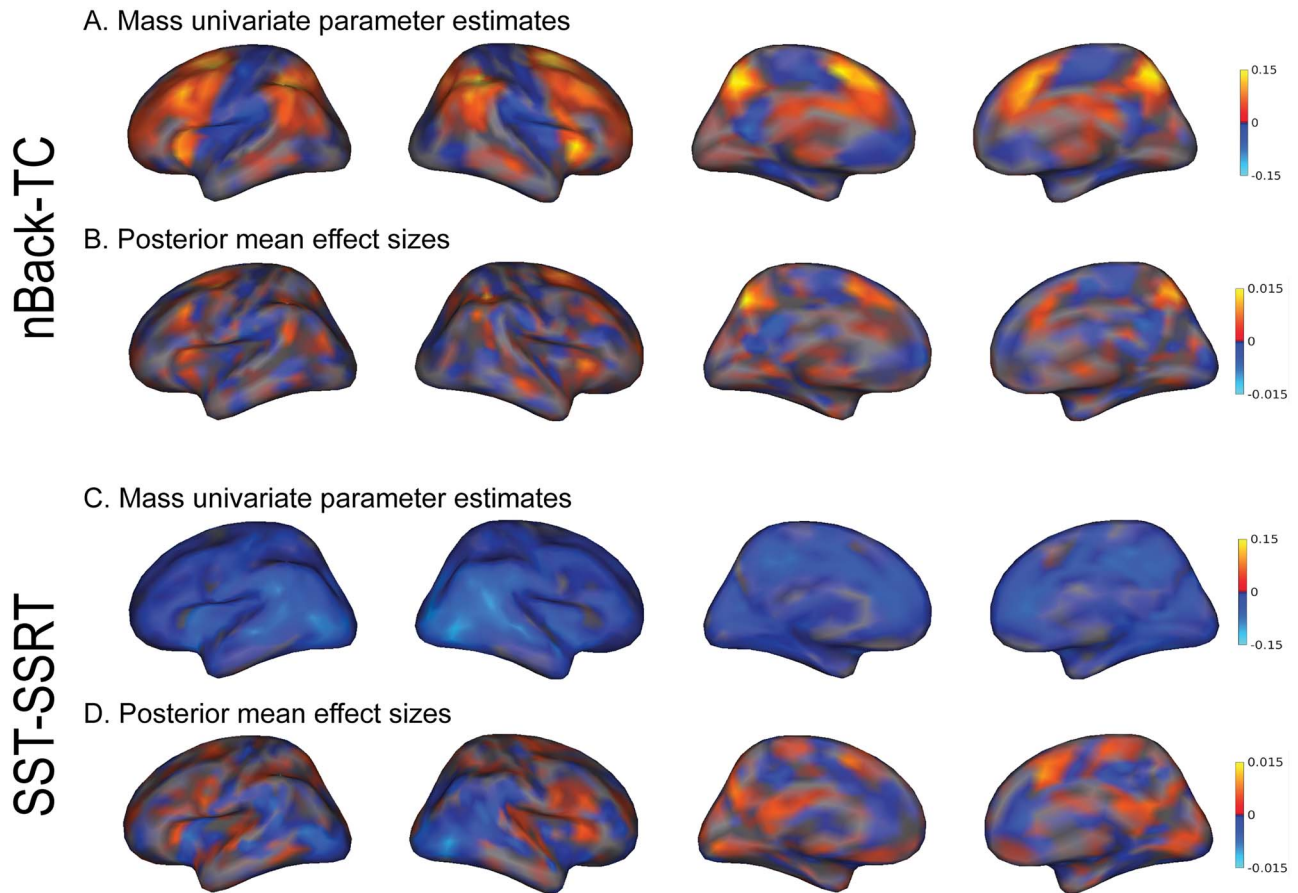 nBack-TC
A. Mass univariate parameter estimates
0.15
0
-0.15
B. Posterior mean effect sizes
0.015
0
-0.015
SST-SSRT
C. Mass univariate parameter estimates
0.15
0
-0.15
D. Posterior mean effect sizes
0.015
0
-0.015